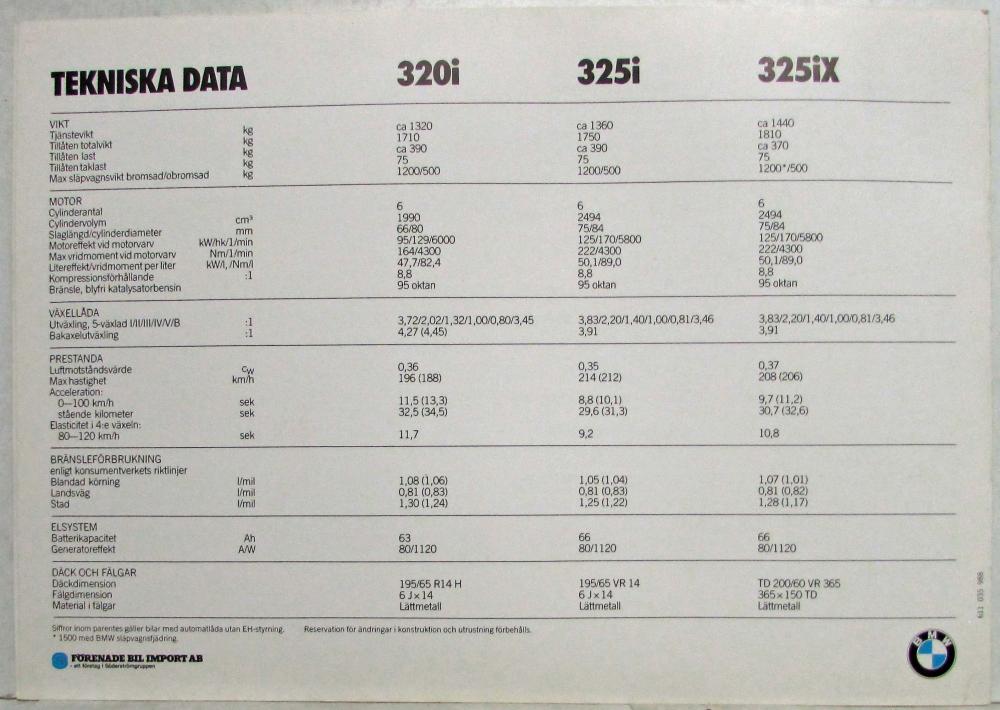 TEKNISKA DATA 320i 325i 325iX
VIKT
Tjänstevikt kg ca 1320 ca 1360 ca 1440
Tillåten totalvikt kg 1710 1750 1810
Tillåten last kg ca 390 ca 390 ca 370
Tillåten taklast kg 75 75 75
Max släpvagnsvikt bromsad/obromsad kg 1200/500 1200/500 1200*/500
MOTOR
Cylinderantal 6 6 6
Cylindervolym cm³ 1990 2494 2494
Slaglängd/cylinderdiameter mm 66/80 75/84 75/84
Motoreffekt vid motorvarv kW/hk/1/min 95/129/6000 125/170/5800 125/170/5800
Max vridmoment vid motorvarv Nm/1/min 164/4300 222/4300 222/4300
Litereffekt/vridmoment per liter kW/l, /Nm/l 47,7/82,4 50,1/89,0 50,1/89,0
Kompressionsförhållande :1 8,8 8,8 8,8
Bränsle, blyfri katalysatorbensin 95 oktan 95 oktan 95 oktan
VÄXELLÅDA
Utväxling, 5-växlad I/II/III/IV/V/B :1 3,72/2,02/1,32/1,00/0,80/3,45 3,83/2,20/1,40/1,00/0,81/3,46 3,83/2,20/1,40/1,00/0,81/3,46
Bakaxelutväxling :1 4,27 (4,45) 3,91 3,91
PRESTANDA
Luftmotståndsvärde cw 0,36 0,35 0,37
Max hastighet km/h 196 (188) 214 (212) 208 (206)
Acceleration:
0—100 km/h sek 11,5 (13,3) 8,8 (10,1) 9,7 (11,2)
stående kilometer sek 32,5 (34,5) 29,6 (31,3) 30,7 (32,6)
Elasticitet i 4:e växeln:
80—120 km/h sek 11,7 9,2 10,8
BRÄNSLEFÖRBRUKNING
enligt konsumentverkets riktlinjer
Blandad körning l/mil 1,08 (1,06) 1,05 (1,04) 1,07 (1,01)
Landsväg l/mil 0,81 (0,83) 0,81 (0,83) 0,81 (0,82)
Stad l/mil 1,30 (1,24) 1,25 (1,22) 1,28 (1,17)
ELSYSTEM
Batterikapacitet Ah 63 66 66
Generatoreffekt A/W 80/1120 80/1120 80/1120
DÄCK OCH FÄLGAR
Däckdimension 195/65 R14 H 195/65 VR 14 TD 200/60 VR 365
Fälgdimension 6 J × 14 6 J × 14 365 × 150 TD
Material i fälgar Lättmetall Lättmetall Lättmetall
Siffror inom parentes gäller bilar med automatlåda utan EH-styrning. Reservation för ändringar i konstruktion och utrustning förbehålls.
* 1500 med BMW släpvagnsfjädring.
FÖRENADE BIL IMPORT AB
- ett företag i Söderströmgruppen
BMW
611 035 988